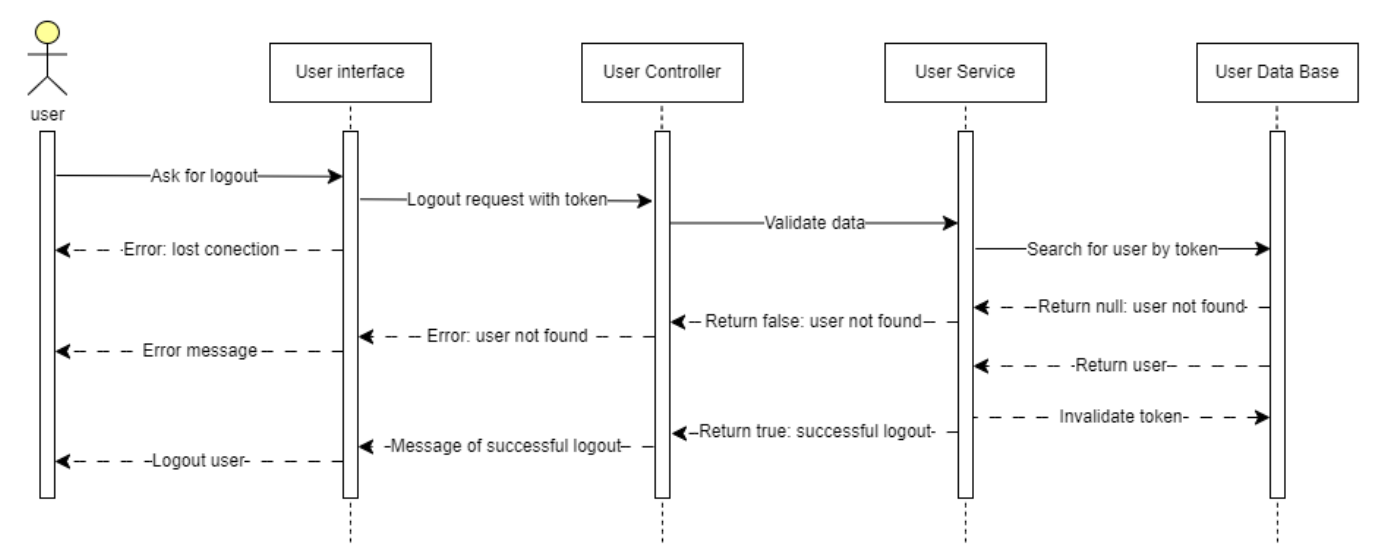 User interface
User Controller
User Service
User Data Base
user
Ask for logout
Logout request with token
Validate data
Error: lost conection
Search for user by token
Return null: user not found
Return false: user not found
Error: user not found
Error message
Return user
Invalidate token
Return true: successful logout
Message of successful logout
Logout user